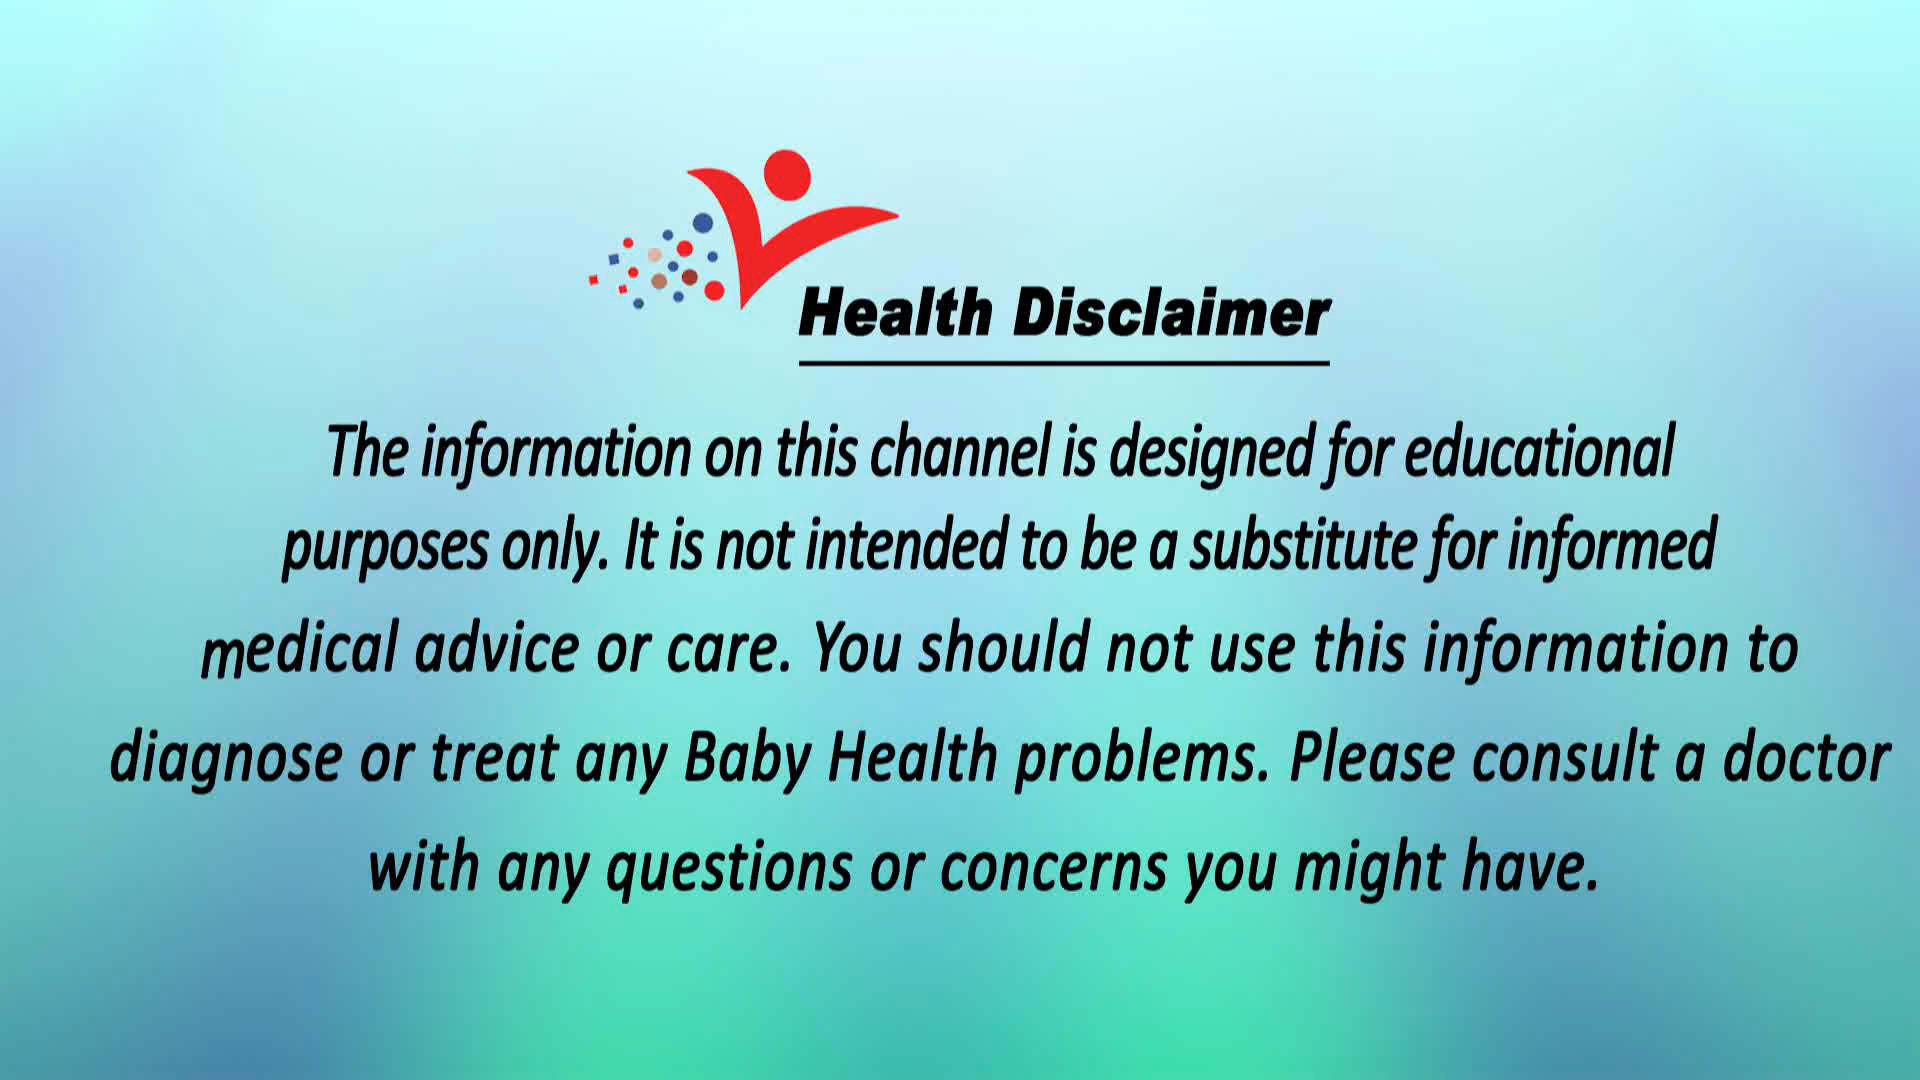 Health Disclaimer
The information on this channel is designed for educational
purposes only. It is not intended to be a substitute for informed
medical advice or care. You should not use this information to
diagnose or treat any Baby Health problems. Please consult a doctor
with any questions or concerns you might have.